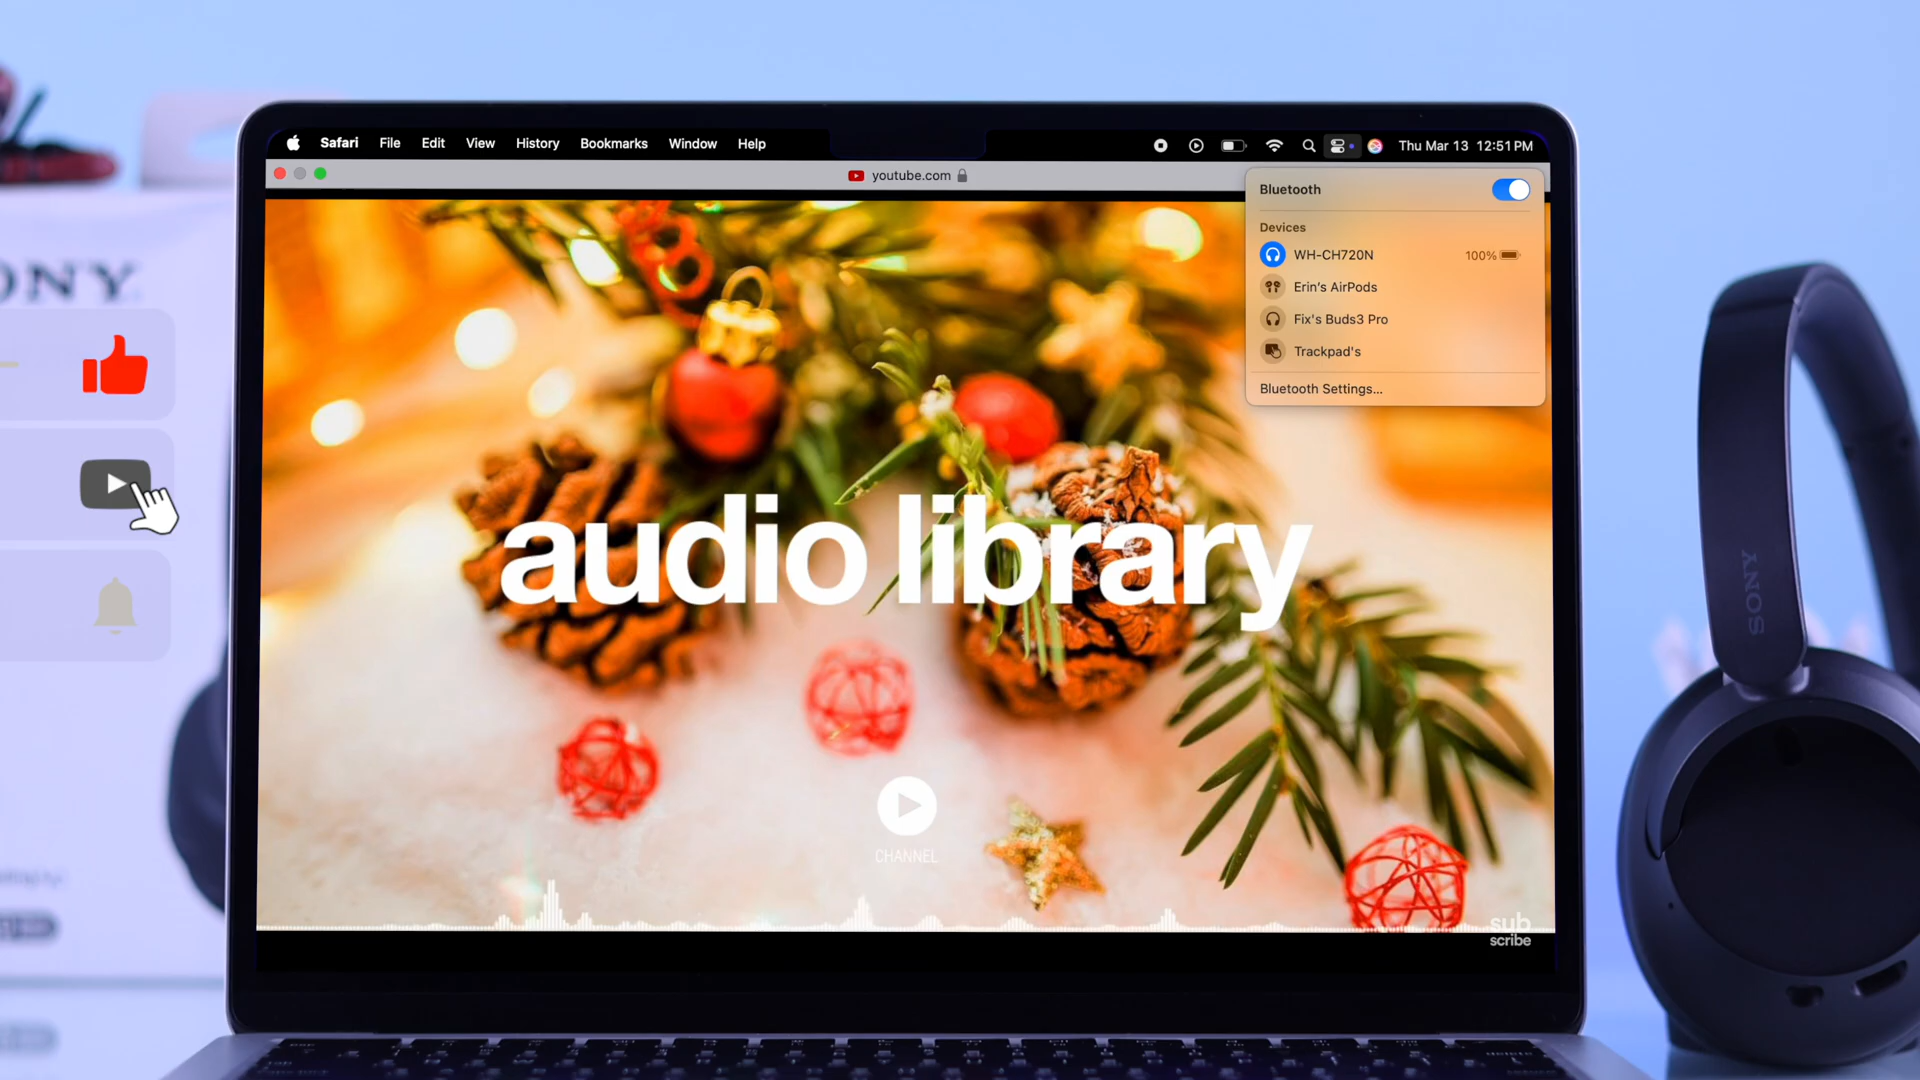 Safari File Edit View History Bookmarks Window Help
Thu Mar 13 12:51 PM
youtube.com
Bluetooth
Devices
WH-CH720N 100%
Erin's AirPods
Fix's Buds3 Pro
Trackpad's
Bluetooth Settings...
ONY
audio library
SONY
CHANNEL
sub
scribe